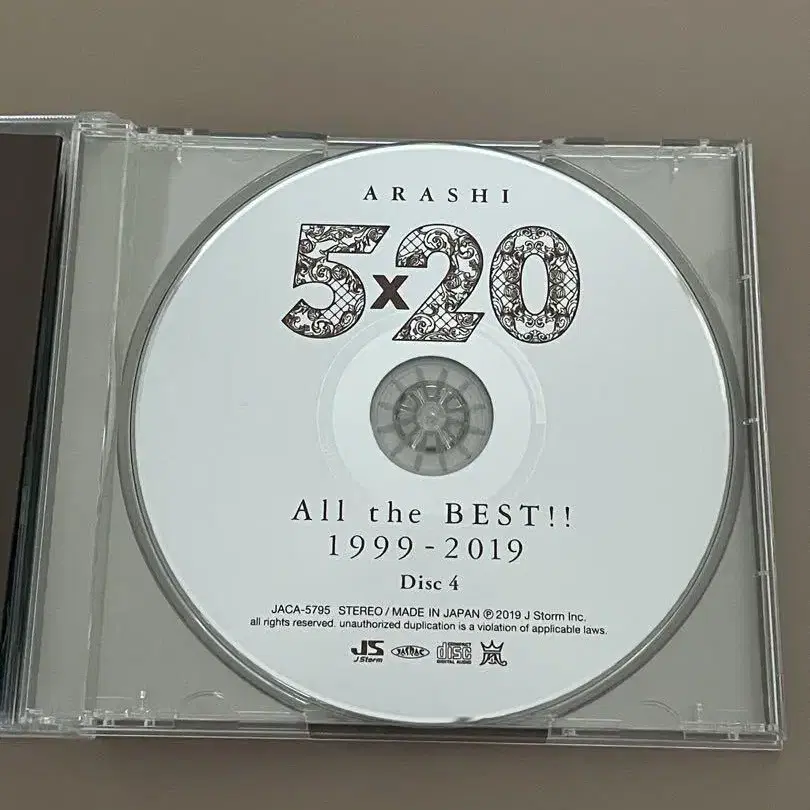 ARASHI
5x20
All the BEST!!
1999-2019
Disc 4
JACA-5795 STEREO / MADE IN JAPAN ℗ 2019 J Storm Inc.
all rights reserved. unauthorized duplication is a violation of applicable laws.
JS
J Storm
JASRAC
COMPACT
disc
DIGITAL AUDIO
嵐